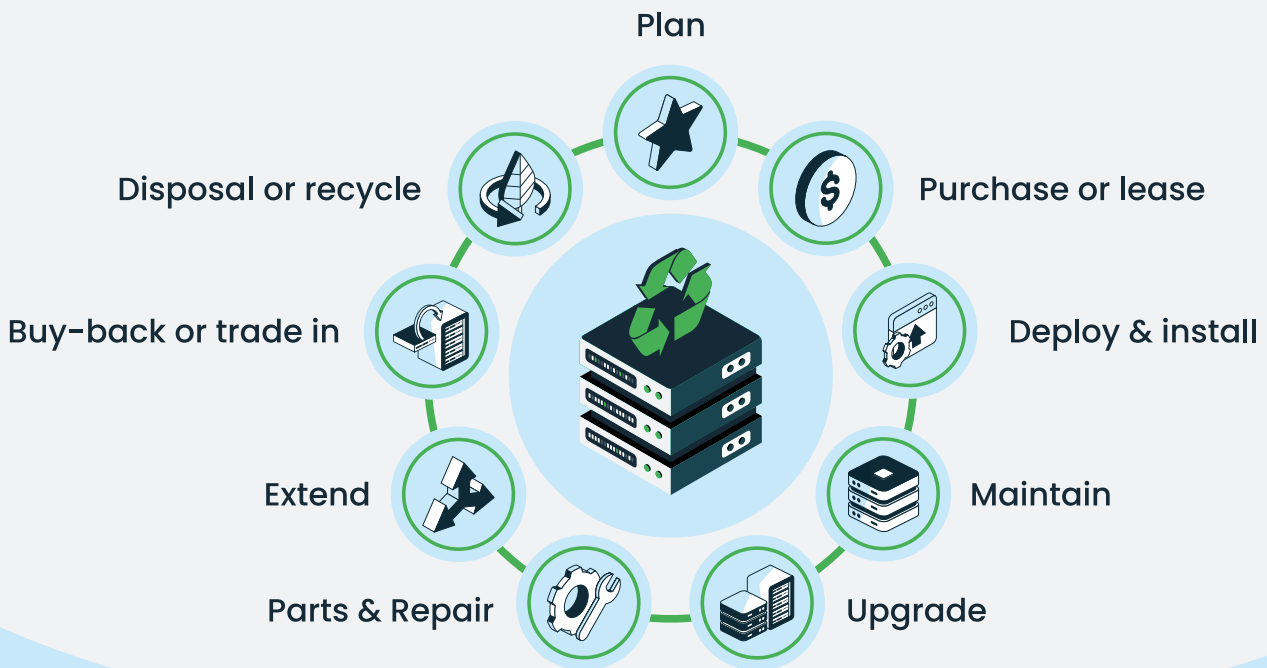 Plan
Disposal or recycle
Purchase or lease
Buy-back or trade in
Deploy & install
Extend
Maintain
Parts & Repair
Upgrade